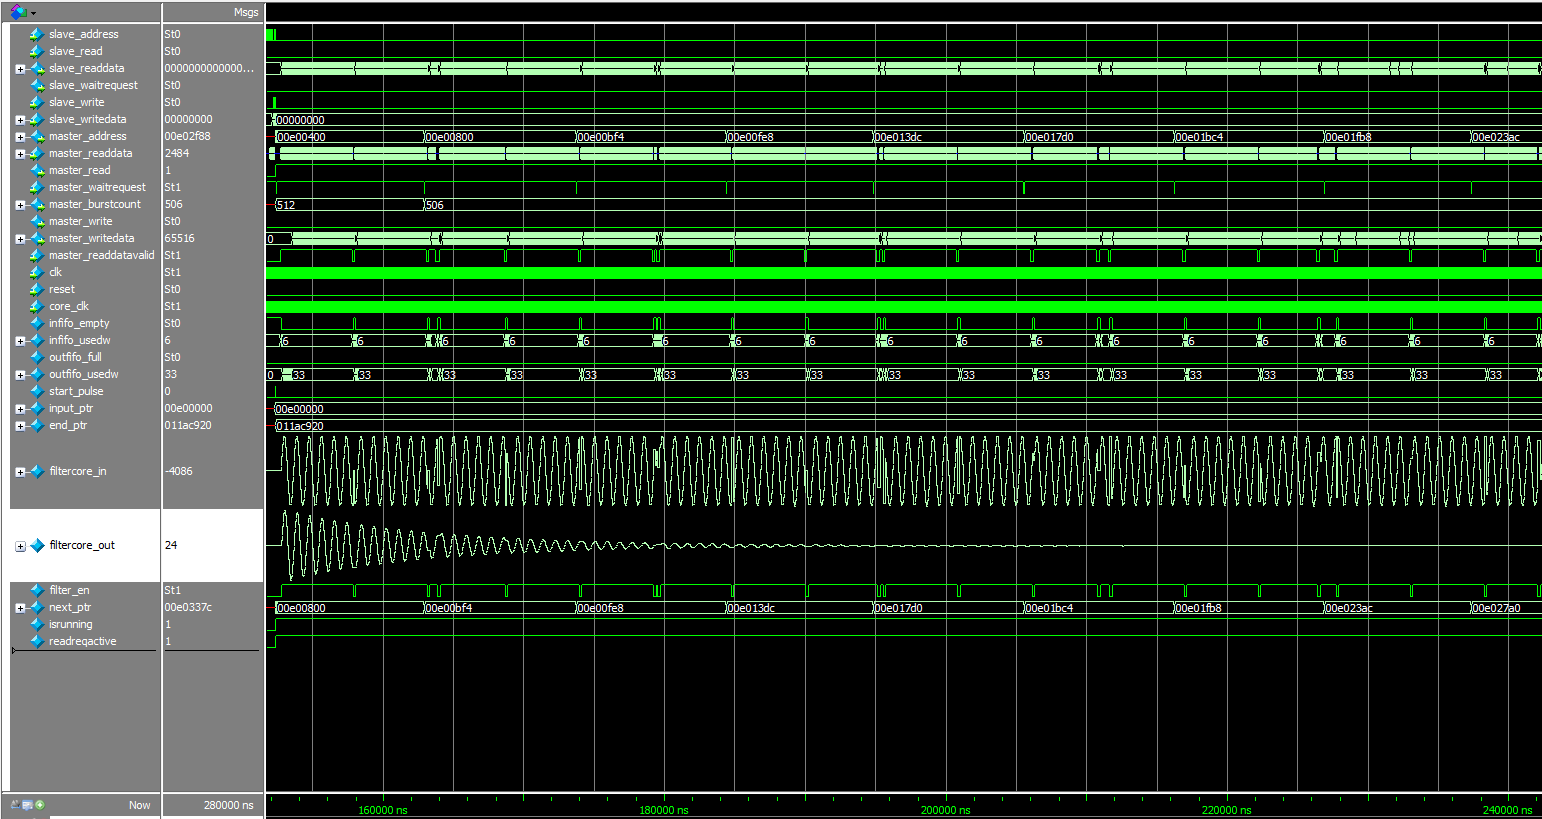 Msgs
slave_address St0
slave_read St0
slave_readdata 0000000000000...
slave_waitrequest St0
slave_write St0
slave_writedata 00000000 00000000
master_address 00e02f88 00e00400 00e00800 00e00bf4 00e00fe8 00e013dc 00e017d0 00e01bc4 00e01fb8 00e023ac
master_readdata 2484
master_read 1
master_waitrequest St1
master_burstcount 506 512 506
master_write St0
master_writedata 65516 0
master_readdatavalid St1
clk St1
reset St0
core_clk St1
infifo_empty St0
infifo_usedw 6 6 6 6 6 6 6 6 6 6 6 6 6 6 6 6 6 6
outfifo_full St0
outfifo_usedw 33 0 33 33 33 33 33 33 33 33 33 33 33 33 33 33 33 33 33
start_pulse 0
input_ptr 00e00000 00e00000
end_ptr 011ac920 011ac920
filtercore_in -4086
filtercore_out 24
filter_en St1
next_ptr 00e0337c 00e00800 00e00bf4 00e00fe8 00e013dc 00e017d0 00e01bc4 00e01fb8 00e023ac 00e027a0
isrunning 1
readreqactive 1
Now 280000 ns 160000 ns 180000 ns 200000 ns 220000 ns 240000 ns